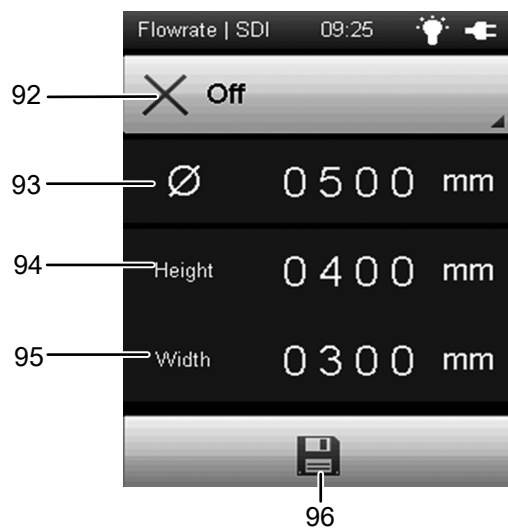 Flowrate | SDI 09:25
92 Off
93 Ø 0500 mm
94 Height 0400 mm
95 Width 0300 mm
96